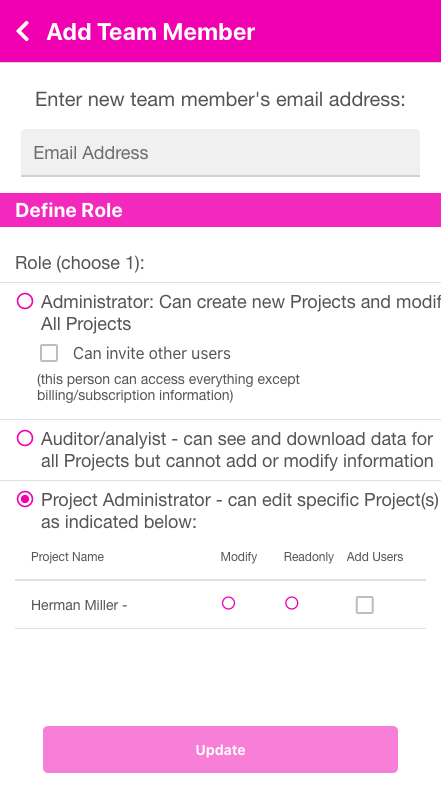 Add Team Member
Enter new team member's email address:
Email Address
Define Role
Role (choose 1):
Administrator: Can create new Projects and modif
All Projects
Can invite other users
(this person can access everything except
billing/subscription information)
Auditor/analyist - can see and download data for
all Projects but cannot add or modify information
Project Administrator - can edit specific Project(s)
as indicated below:
Project Name Modify Readonly Add Users
Herman Miller -
Update